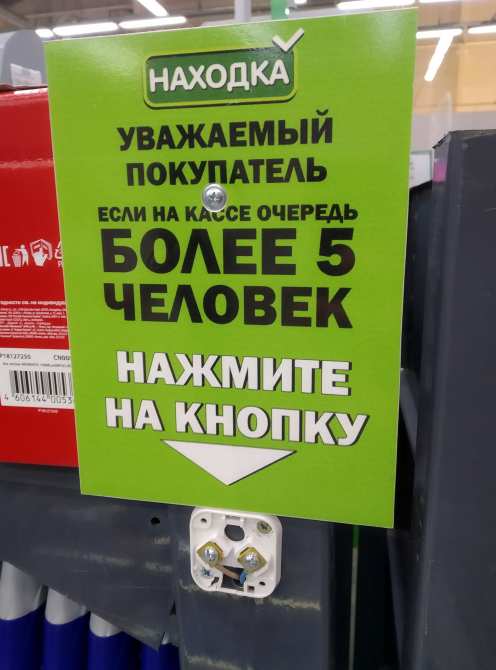 НАХОДКА
УВАЖАЕМЫЙ
ПОКУПАТЕЛЬ
ЕСЛИ НА КАССЕ ОЧЕРЕДЬ
БОЛЕЕ 5
ЧЕЛОВЕК
НАЖМИТЕ
НА КНОПКУ